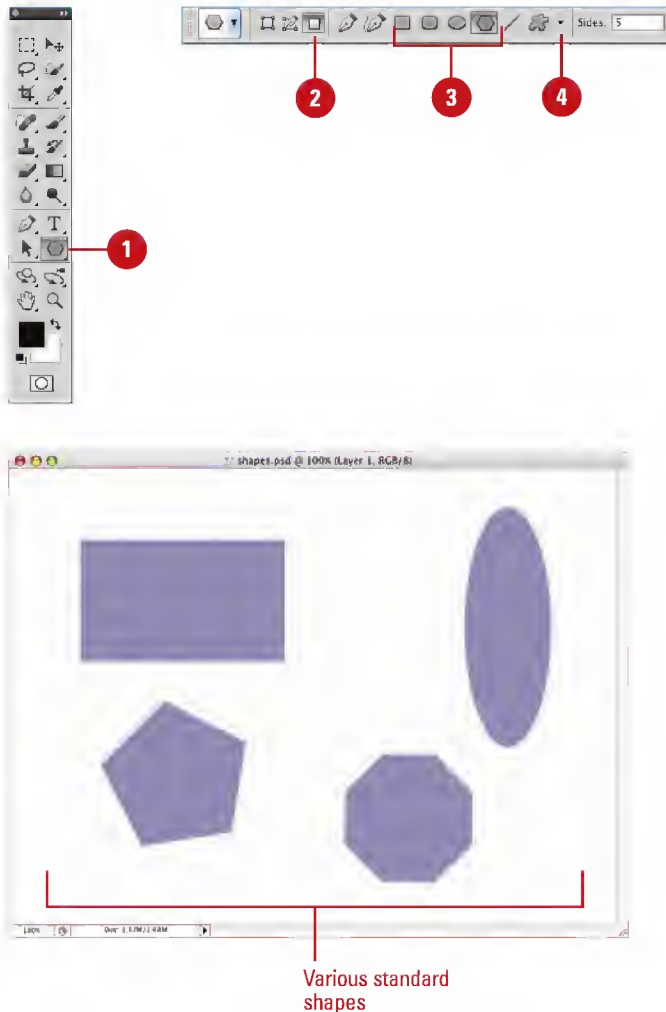 Sides: 5
2
3
4
T
1
shapes.psd @ 100% (Layer 1, RGB/8)
100%
Various standard
shapes